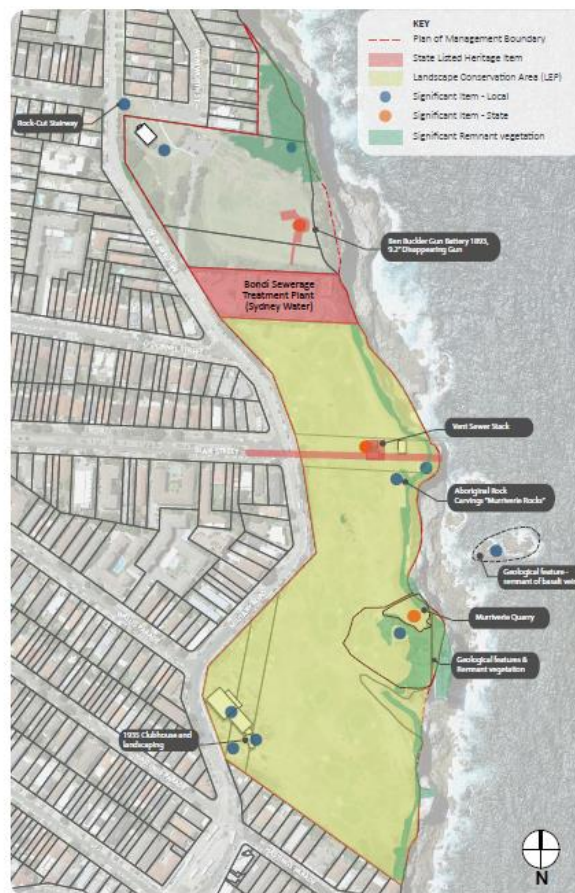 KEY
Plan of Management Boundary
State Listed Heritage Item
Landscape Conservation Area (LEP)
Significant Item - Local
Significant Item - State
Significant Remnant vegetation
Rock-Cut Stairway
Ben Buckler Gun Battery 1893,
9.2" Disappearing Gun
Bondi Sewerage
Treatment Plant
(Sydney Water)
Vent Sewer Stack
BLAIR STREET
Aboriginal Rock
Carvings "Murriverie Rocks"
Geological feature -
remnant of basalt vein
Murriverie Quarry
Geological features &
Remnant vegetation
1935 Clubhouse and
landscaping
N